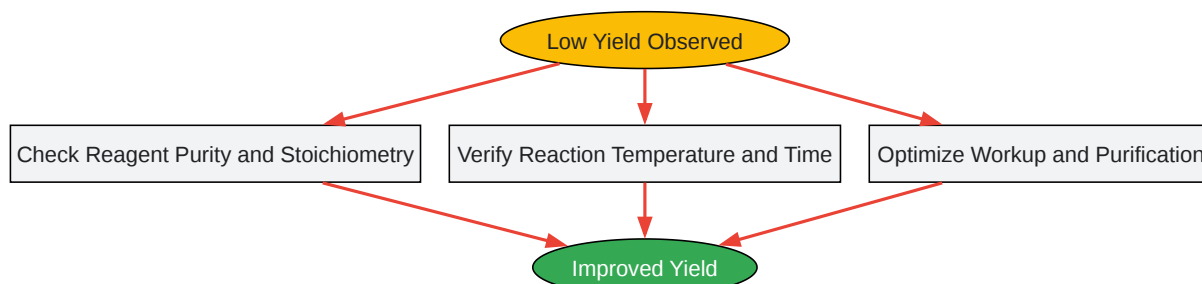 Low Yield Observed
Check Reagent Purity and Stoichiometry
Verify Reaction Temperature and Time
Optimize Workup and Purification
Improved Yield